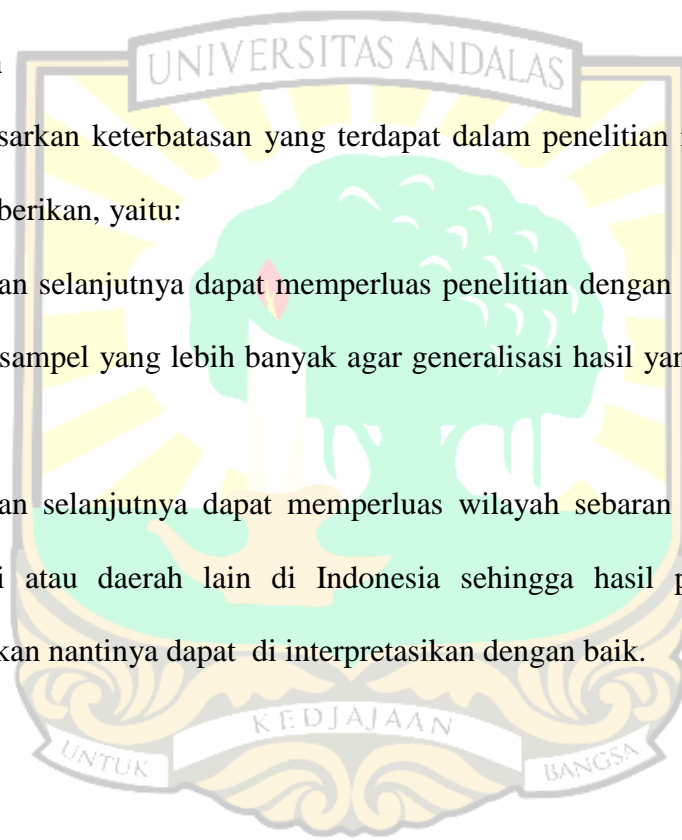 UNIVERSITAS ANDALAS
sarkan keterbatasan yang terdapat dalam penelitian
berikan, yaitu:
an selanjutnya dapat memperluas penelitian dengan
sampel yang lebih banyak agar generalisasi hasil yan
an selanjutnya dapat memperluas wilayah sebaran
i atau daerah lain di Indonesia sehingga hasil p
kan nantinya dapat di interpretasikan dengan baik.
UNTUK KEDJAJAAN BANGSA